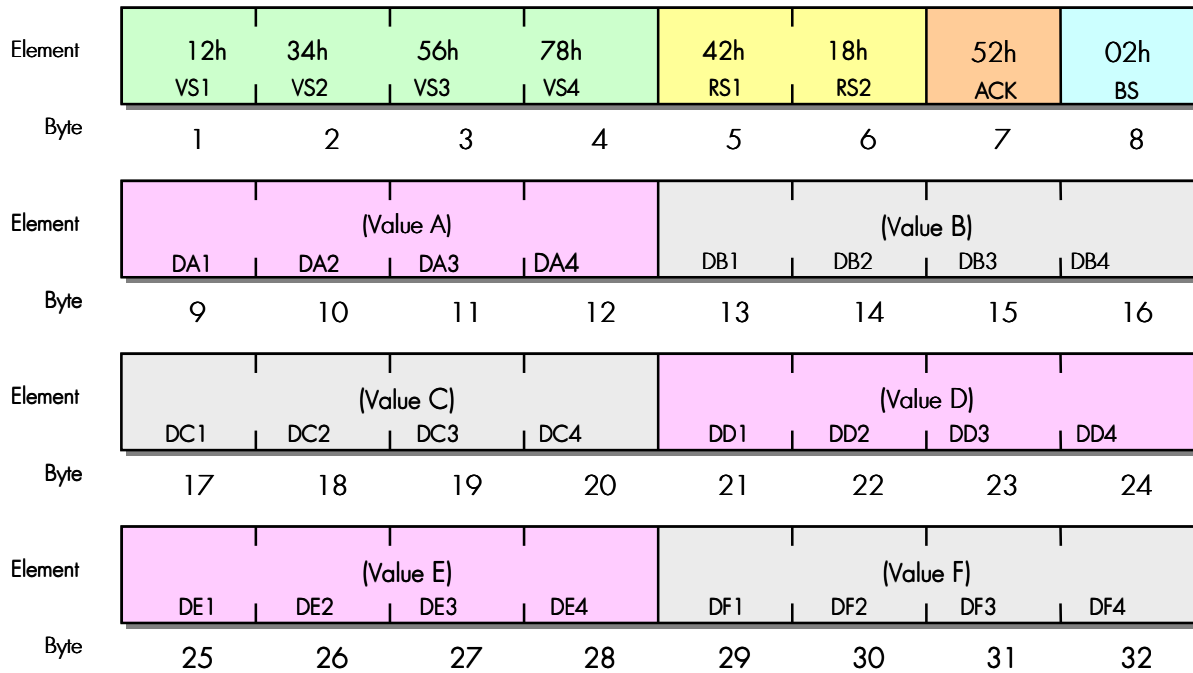 Element 12h 34h 56h 78h 42h 18h 52h 02h
VS1 VS2 VS3 VS4 RS1 RS2 ACK BS
Byte 1 2 3 4 5 6 7 8
Element (Value A) (Value B)
DA1 DA2 DA3 DA4 DB1 DB2 DB3 DB4
Byte 9 10 11 12 13 14 15 16
Element (Value C) (Value D)
DC1 DC2 DC3 DC4 DD1 DD2 DD3 DD4
Byte 17 18 19 20 21 22 23 24
Element (Value E) (Value F)
DE1 DE2 DE3 DE4 DF1 DF2 DF3 DF4
Byte 25 26 27 28 29 30 31 32